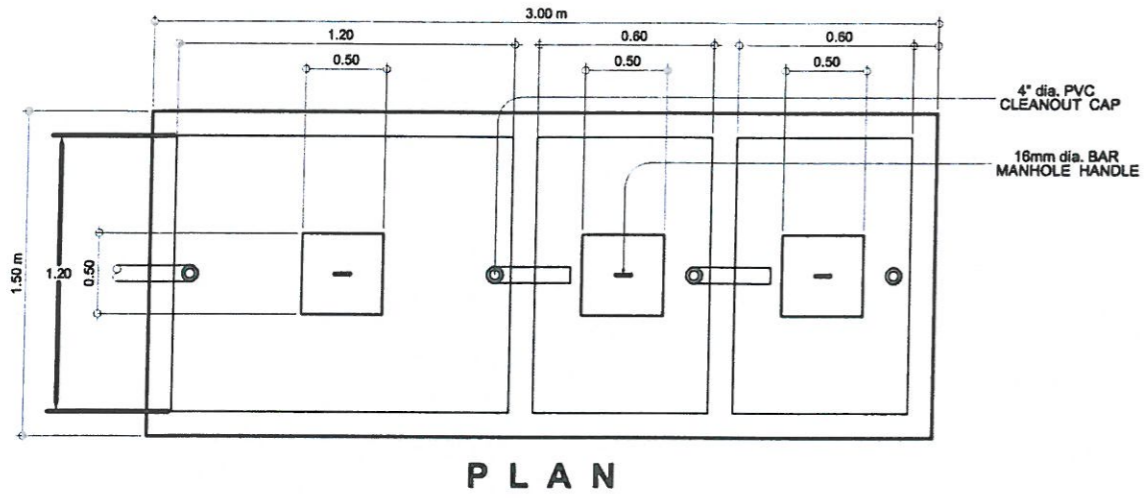 3.00 m
1.20
0.60
0.60
0.50
0.50
0.50
4" dia. PVC
CLEANOUT CAP
16mm dia. BAR
MANHOLE HANDLE
1.50 m
1.20
0.50
PLAN